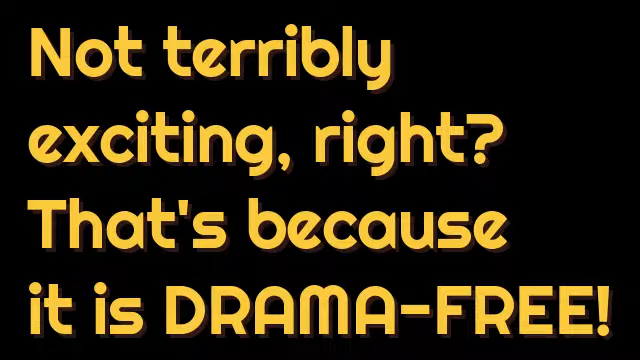 Not terribly
exciting, right?
That's because
it is DRAMA-FREE!